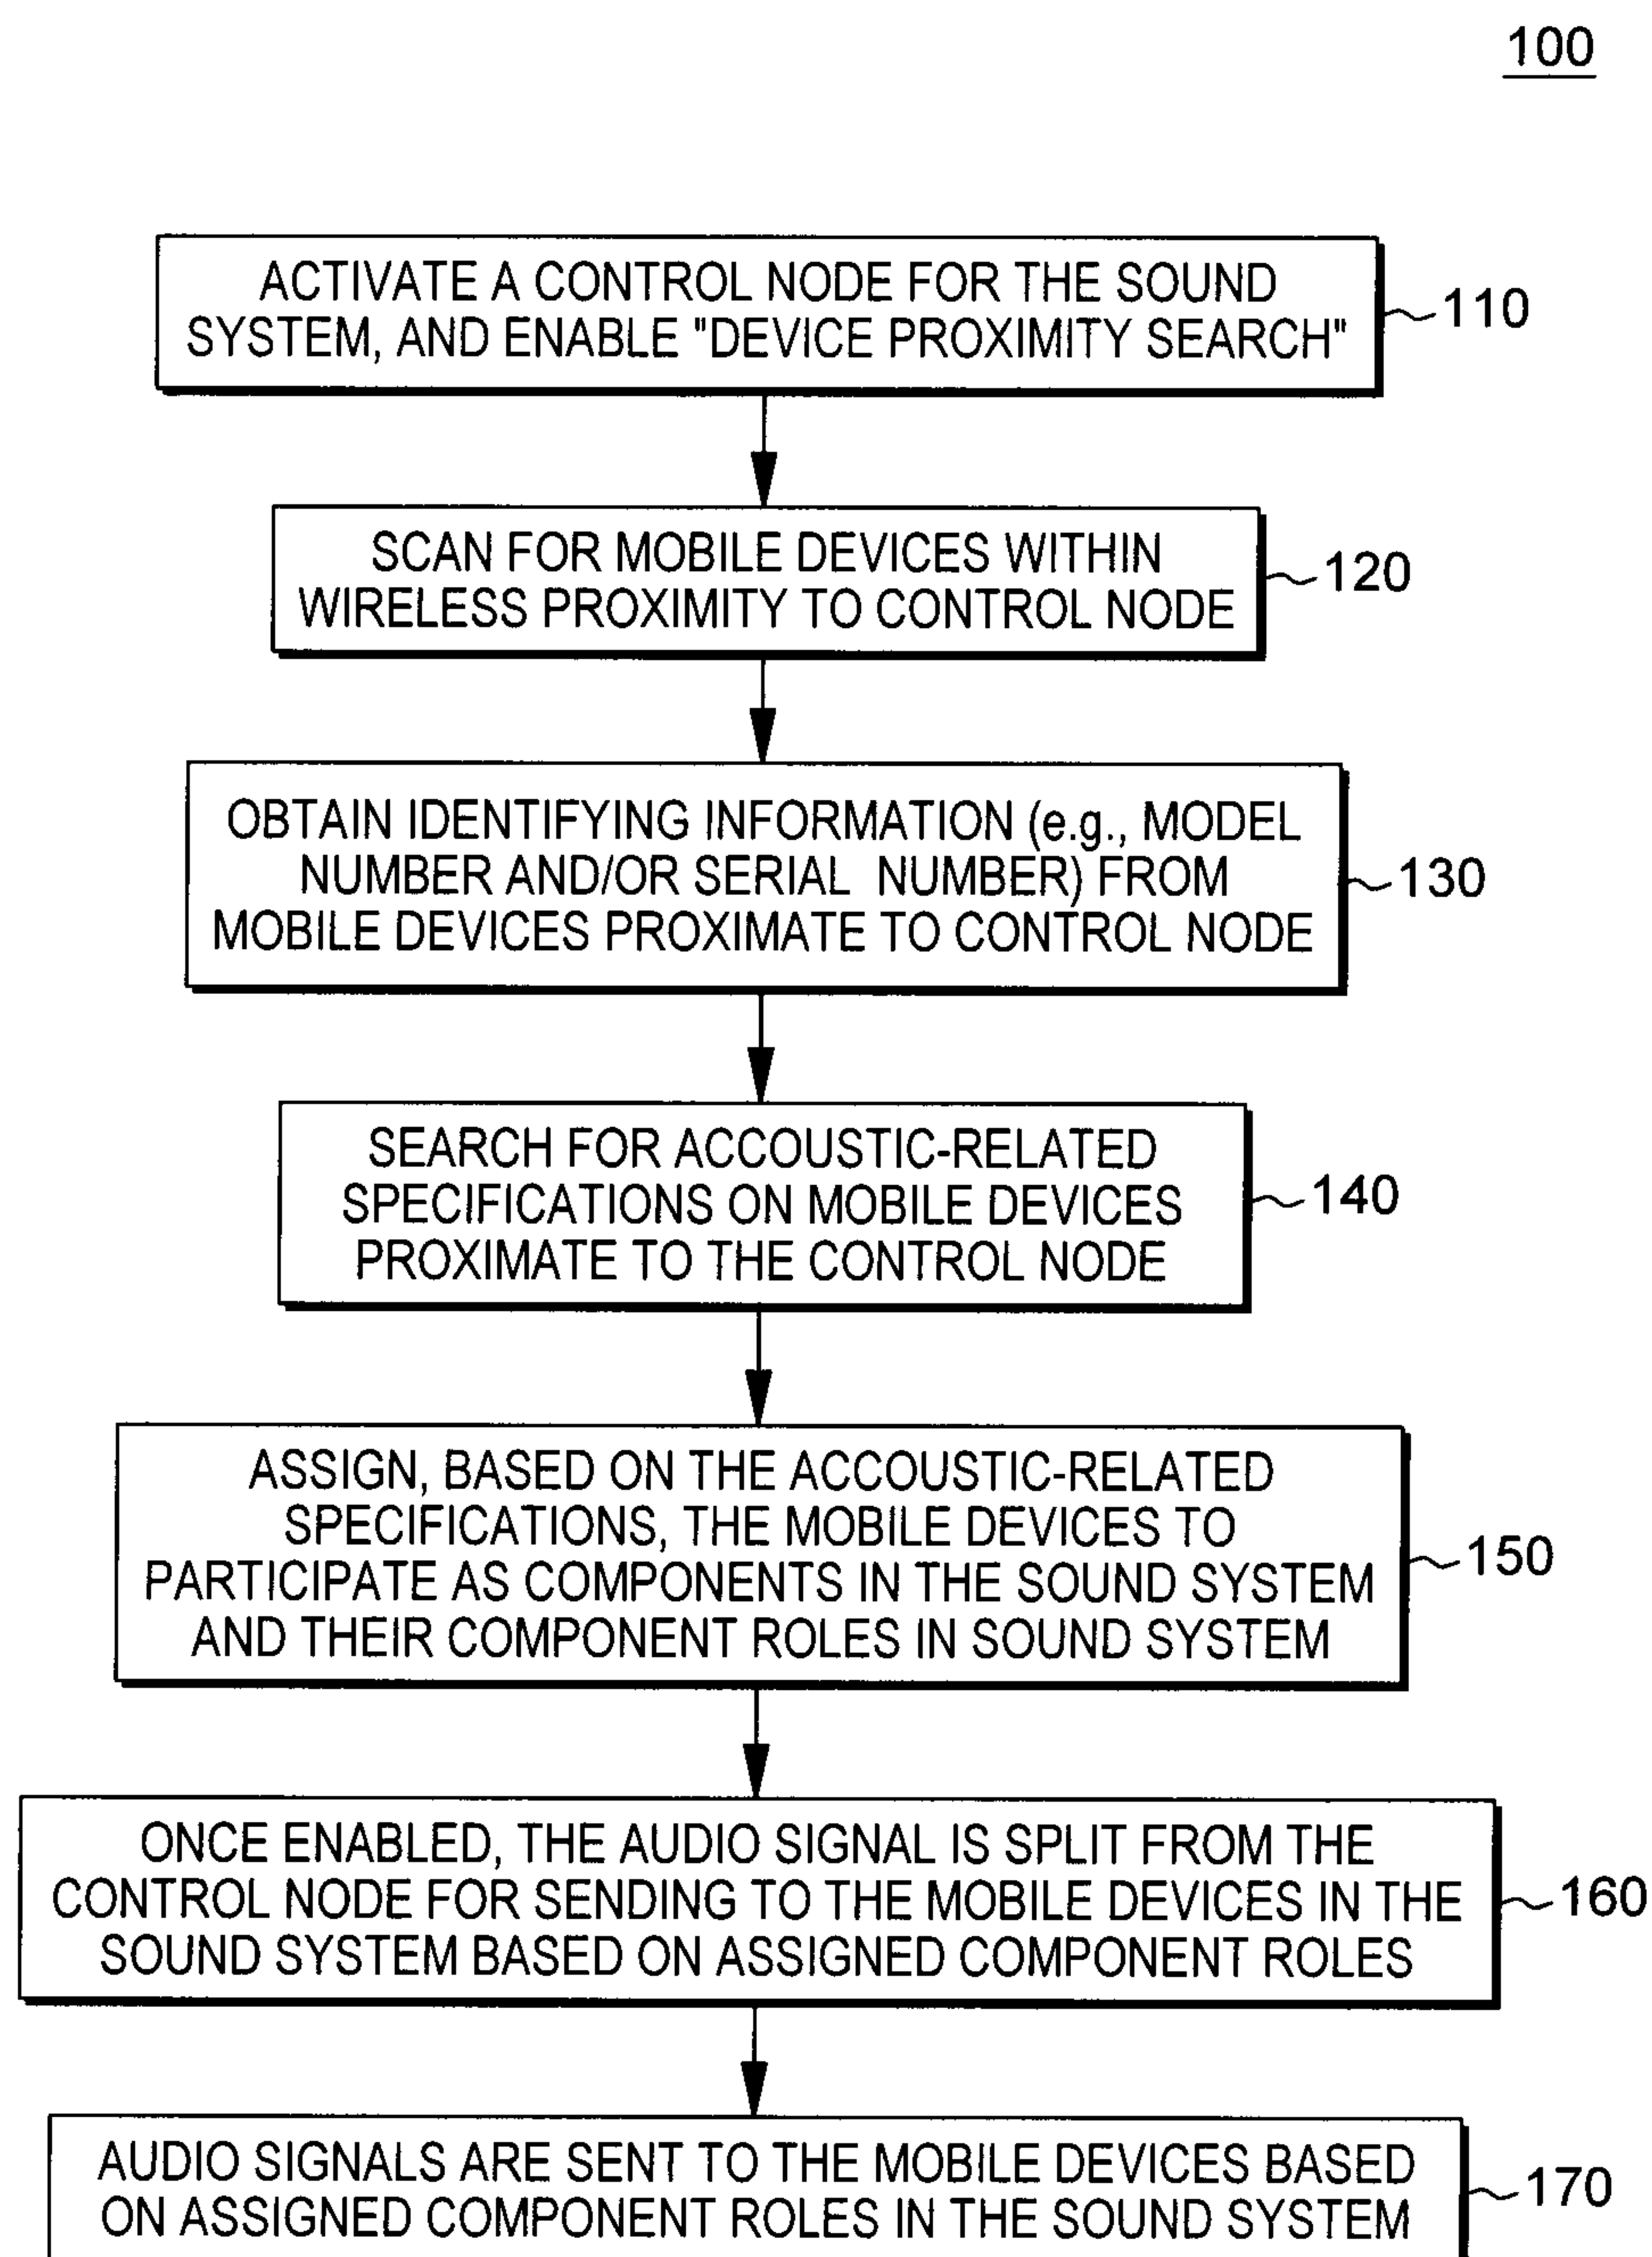 100
ACTIVATE A CONTROL NODE FOR THE SOUND
SYSTEM, AND ENABLE "DEVICE PROXIMITY SEARCH"
110
SCAN FOR MOBILE DEVICES WITHIN
WIRELESS PROXIMITY TO CONTROL NODE
120
OBTAIN IDENTIFYING INFORMATION (e.g., MODEL
NUMBER AND/OR SERIAL NUMBER) FROM
MOBILE DEVICES PROXIMATE TO CONTROL NODE
130
SEARCH FOR ACCOUSTIC-RELATED
SPECIFICATIONS ON MOBILE DEVICES
PROXIMATE TO THE CONTROL NODE
140
ASSIGN, BASED ON THE ACCOUSTIC-RELATED
SPECIFICATIONS, THE MOBILE DEVICES TO
PARTICIPATE AS COMPONENTS IN THE SOUND SYSTEM
AND THEIR COMPONENT ROLES IN SOUND SYSTEM
150
ONCE ENABLED, THE AUDIO SIGNAL IS SPLIT FROM THE
CONTROL NODE FOR SENDING TO THE MOBILE DEVICES IN THE
SOUND SYSTEM BASED ON ASSIGNED COMPONENT ROLES
160
AUDIO SIGNALS ARE SENT TO THE MOBILE DEVICES BASED
ON ASSIGNED COMPONENT ROLES IN THE SOUND SYSTEM
170